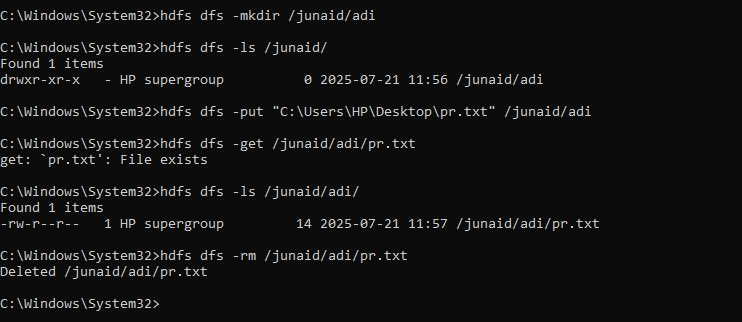 C:\Windows\System32>hdfs dfs -mkdir /junaid/adi
C:\Windows\System32>hdfs dfs -ls /junaid/
Found 1 items
drwxr-xr-x   - HP supergroup          0 2025-07-21 11:56 /junaid/adi
C:\Windows\System32>hdfs dfs -put "C:\Users\HP\Desktop\pr.txt" /junaid/adi
C:\Windows\System32>hdfs dfs -get /junaid/adi/pr.txt
get: `pr.txt': File exists
C:\Windows\System32>hdfs dfs -ls /junaid/adi/
Found 1 items
-rw-r--r--   1 HP supergroup         14 2025-07-21 11:57 /junaid/adi/pr.txt
C:\Windows\System32>hdfs dfs -rm /junaid/adi/pr.txt
Deleted /junaid/adi/pr.txt
C:\Windows\System32>